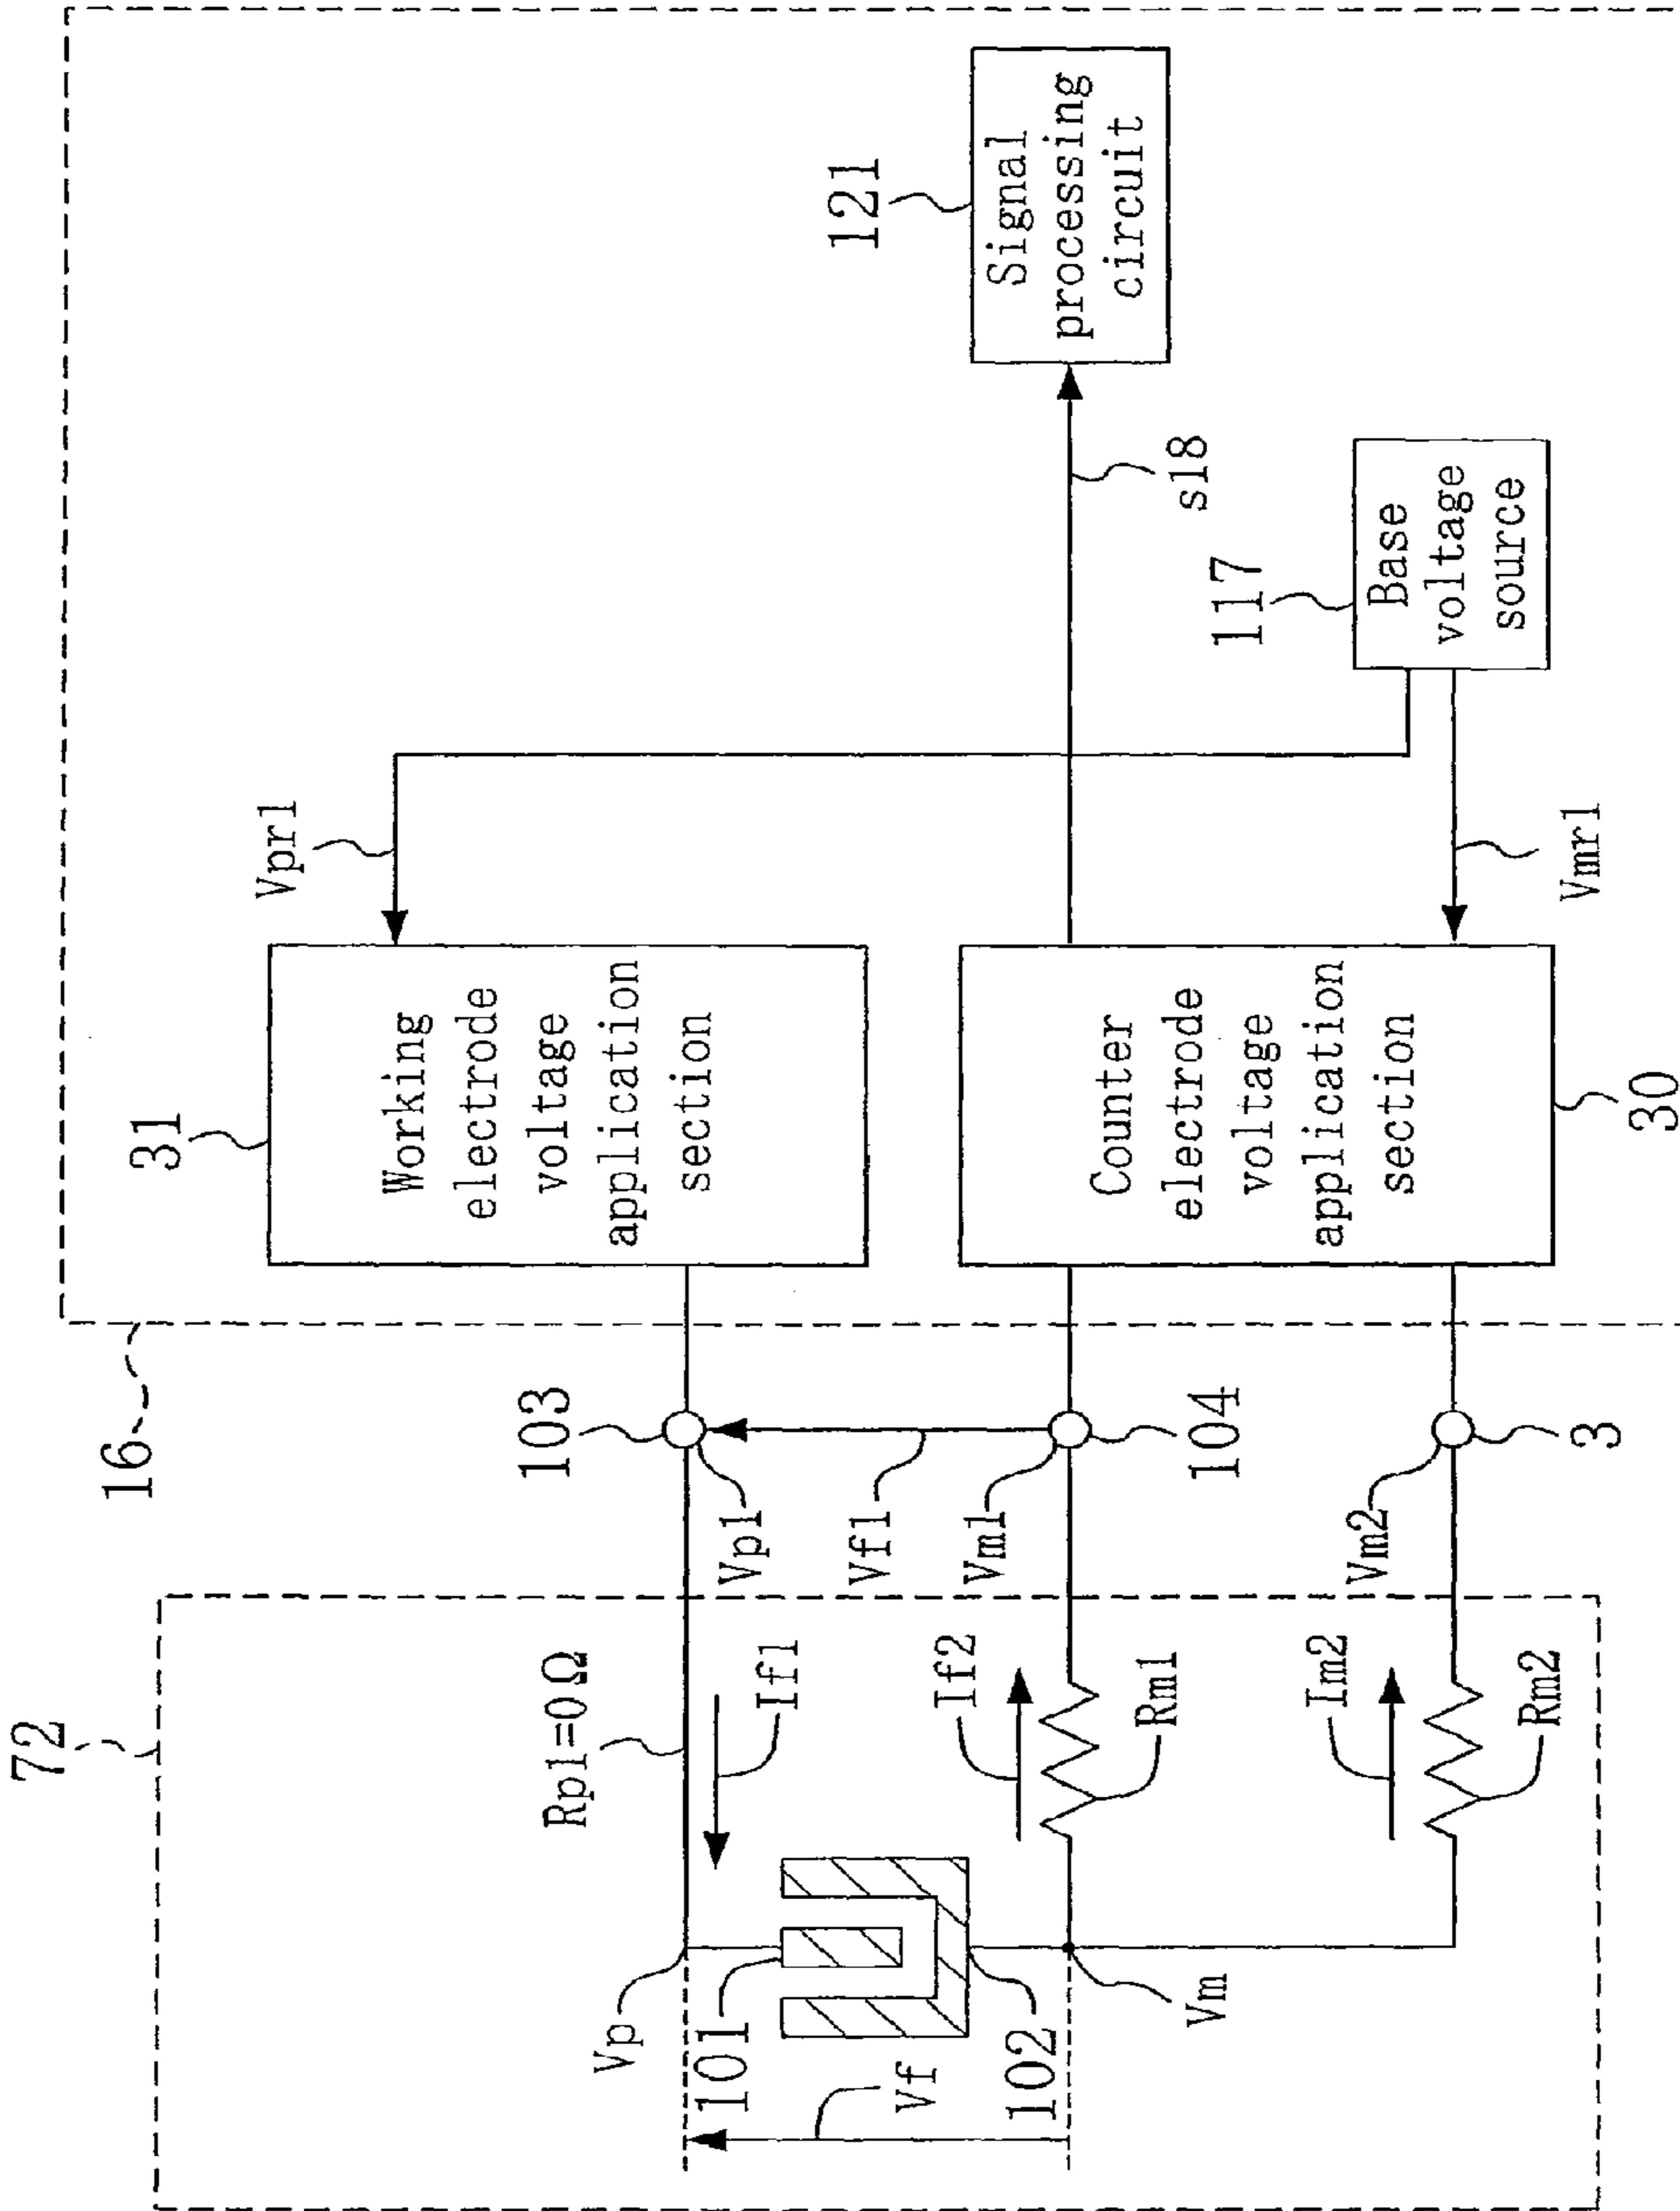 72
16
Rp1=0Ω
If1
Vp
101
Vf
102
Vm
If2
Rm1
Im2
Rm2
103
Vp1
Vf1
Vm1
104
Vm2
3
31
Working
electrode
voltage
application
section
Counter
electrode
voltage
application
section
30
Vpr1
Vmr1
s18
117
Base
voltage
source
121
Signal
processing
circuit